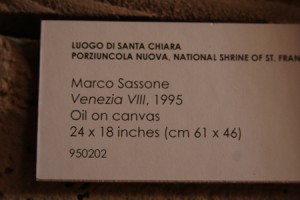 LUOGO DI SANTA CHIARA
PORZIUNCOLA NUOVA, NATIONAL SHRINE OF ST. FRAN
Marco Sassone
Venezia VIII, 1995
Oil on canvas
24 x 18 inches (cm 61 x 46)
950202